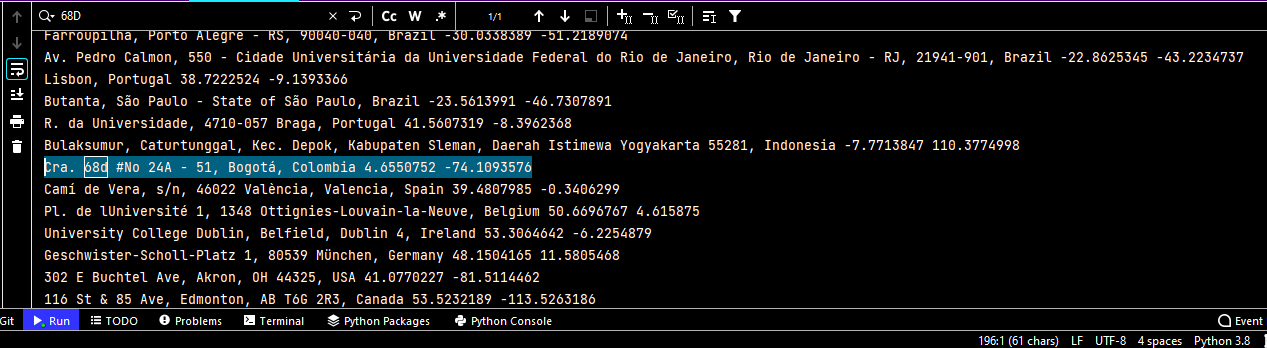 68D
Cc W .* 1/1
Farroupilha, Porto Alegre - RS, 90040-040, Brazil -30.0338389 -51.2189074
Av. Pedro Calmon, 550 - Cidade Universitária da Universidade Federal do Rio de Janeiro, Rio de Janeiro - RJ, 21941-901, Brazil -22.8625345 -43.2234737
Lisbon, Portugal 38.7222524 -9.1393366
Butanta, São Paulo - State of São Paulo, Brazil -23.5613991 -46.7307891
R. da Universidade, 4710-057 Braga, Portugal 41.5607319 -8.3962368
Bulaksumur, Caturtunggal, Kec. Depok, Kabupaten Sleman, Daerah Istimewa Yogyakarta 55281, Indonesia -7.7713847 110.3774998
Cra. 68d #No 24A - 51, Bogotá, Colombia 4.6550752 -74.1093576
Camí de Vera, s/n, 46022 València, Valencia, Spain 39.4807985 -0.3406299
Pl. de lUniversité 1, 1348 Ottignies-Louvain-la-Neuve, Belgium 50.6696767 4.615875
University College Dublin, Belfield, Dublin 4, Ireland 53.3064642 -6.2254879
Geschwister-Scholl-Platz 1, 80539 München, Germany 48.1504165 11.5805468
302 E Buchtel Ave, Akron, OH 44325, USA 41.0770227 -81.5114462
116 St & 85 Ave, Edmonton, AB T6G 2R3, Canada 53.5232189 -113.5263186
Git Run TODO Problems Terminal Python Packages Python Console Event
196:1 (61 chars) LF UTF-8 4 spaces Python 3.8